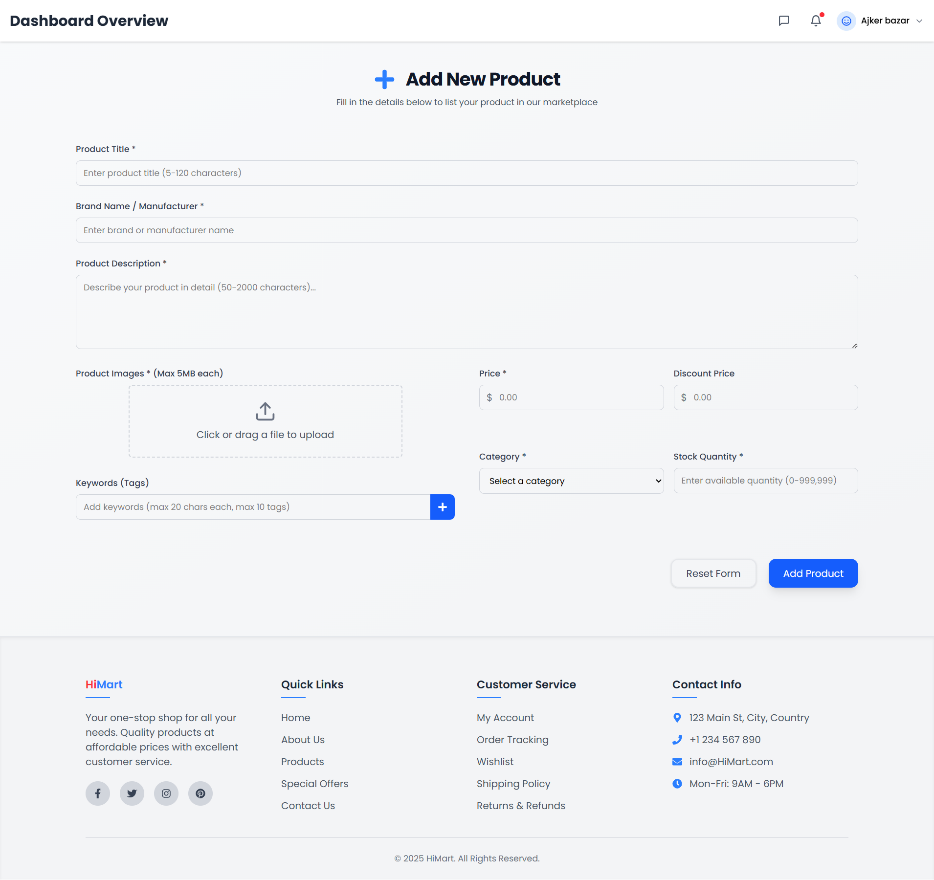 Dashboard Overview
Ajker bazar
Add New Product
Fill in the details below to list your product in our marketplace
Product Title *
Enter product title (5-120 characters)
Brand Name / Manufacturer *
Enter brand or manufacturer name
Product Description *
Describe your product in detail (50-2000 characters)...
Product Images * (Max 5MB each)
Click or drag a file to upload
Keywords (Tags)
Add keywords (max 20 chars each, max 10 tags)
+
Price *
$ 0.00
Discount Price
$ 0.00
Category *
Select a category
Stock Quantity *
Enter available quantity (0-999,999)
Reset Form
Add Product
HiMart
Your one-stop shop for all your
needs. Quality products at
affordable prices with excellent
customer service.
Quick Links
Home
About Us
Products
Special Offers
Contact Us
Customer Service
My Account
Order Tracking
Wishlist
Shipping Policy
Returns & Refunds
Contact Info
123 Main St, City, Country
+1 234 567 890
info@HiMart.com
Mon-Fri: 9AM - 6PM
© 2025 HiMart. All Rights Reserved.